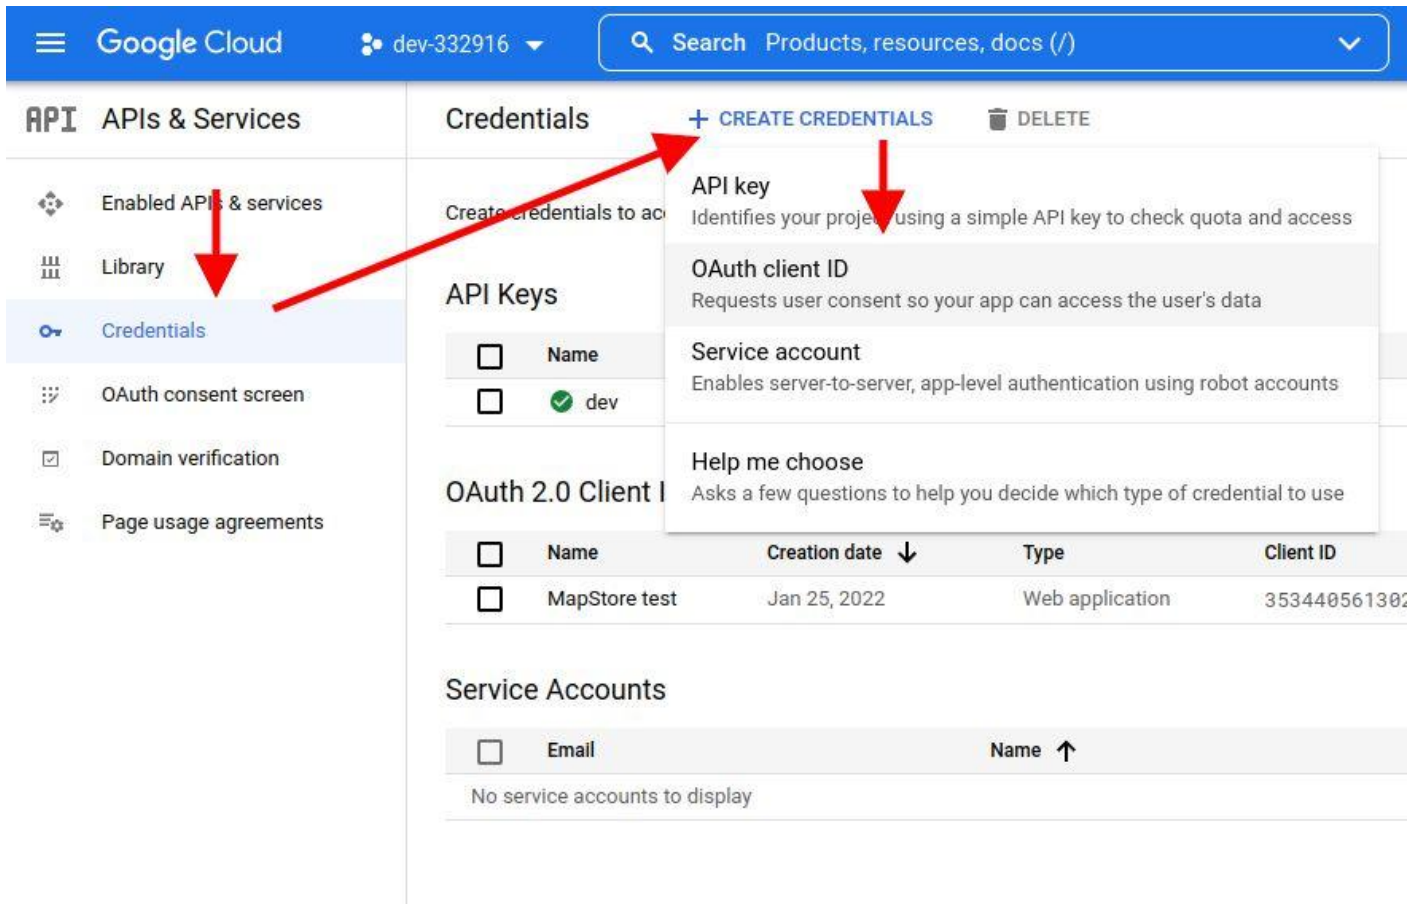 Google Cloud
dev-332916
Search Products, resources, docs (/)
API APIs & Services
Credentials
+ CREATE CREDENTIALS
DELETE
Enabled APIs & services
Library
Credentials
OAuth consent screen
Domain verification
Page usage agreements
Create credentials to ac
API key
Identifies your project using a simple API key to check quota and access
OAuth client ID
Requests user consent so your app can access the user's data
Service account
Enables server-to-server, app-level authentication using robot accounts
Help me choose
Asks a few questions to help you decide which type of credential to use
API Keys
Name
dev
OAuth 2.0 Client I
Name Creation date Type Client ID
MapStore test Jan 25, 2022 Web application 353440561302
Service Accounts
Email Name
No service accounts to display